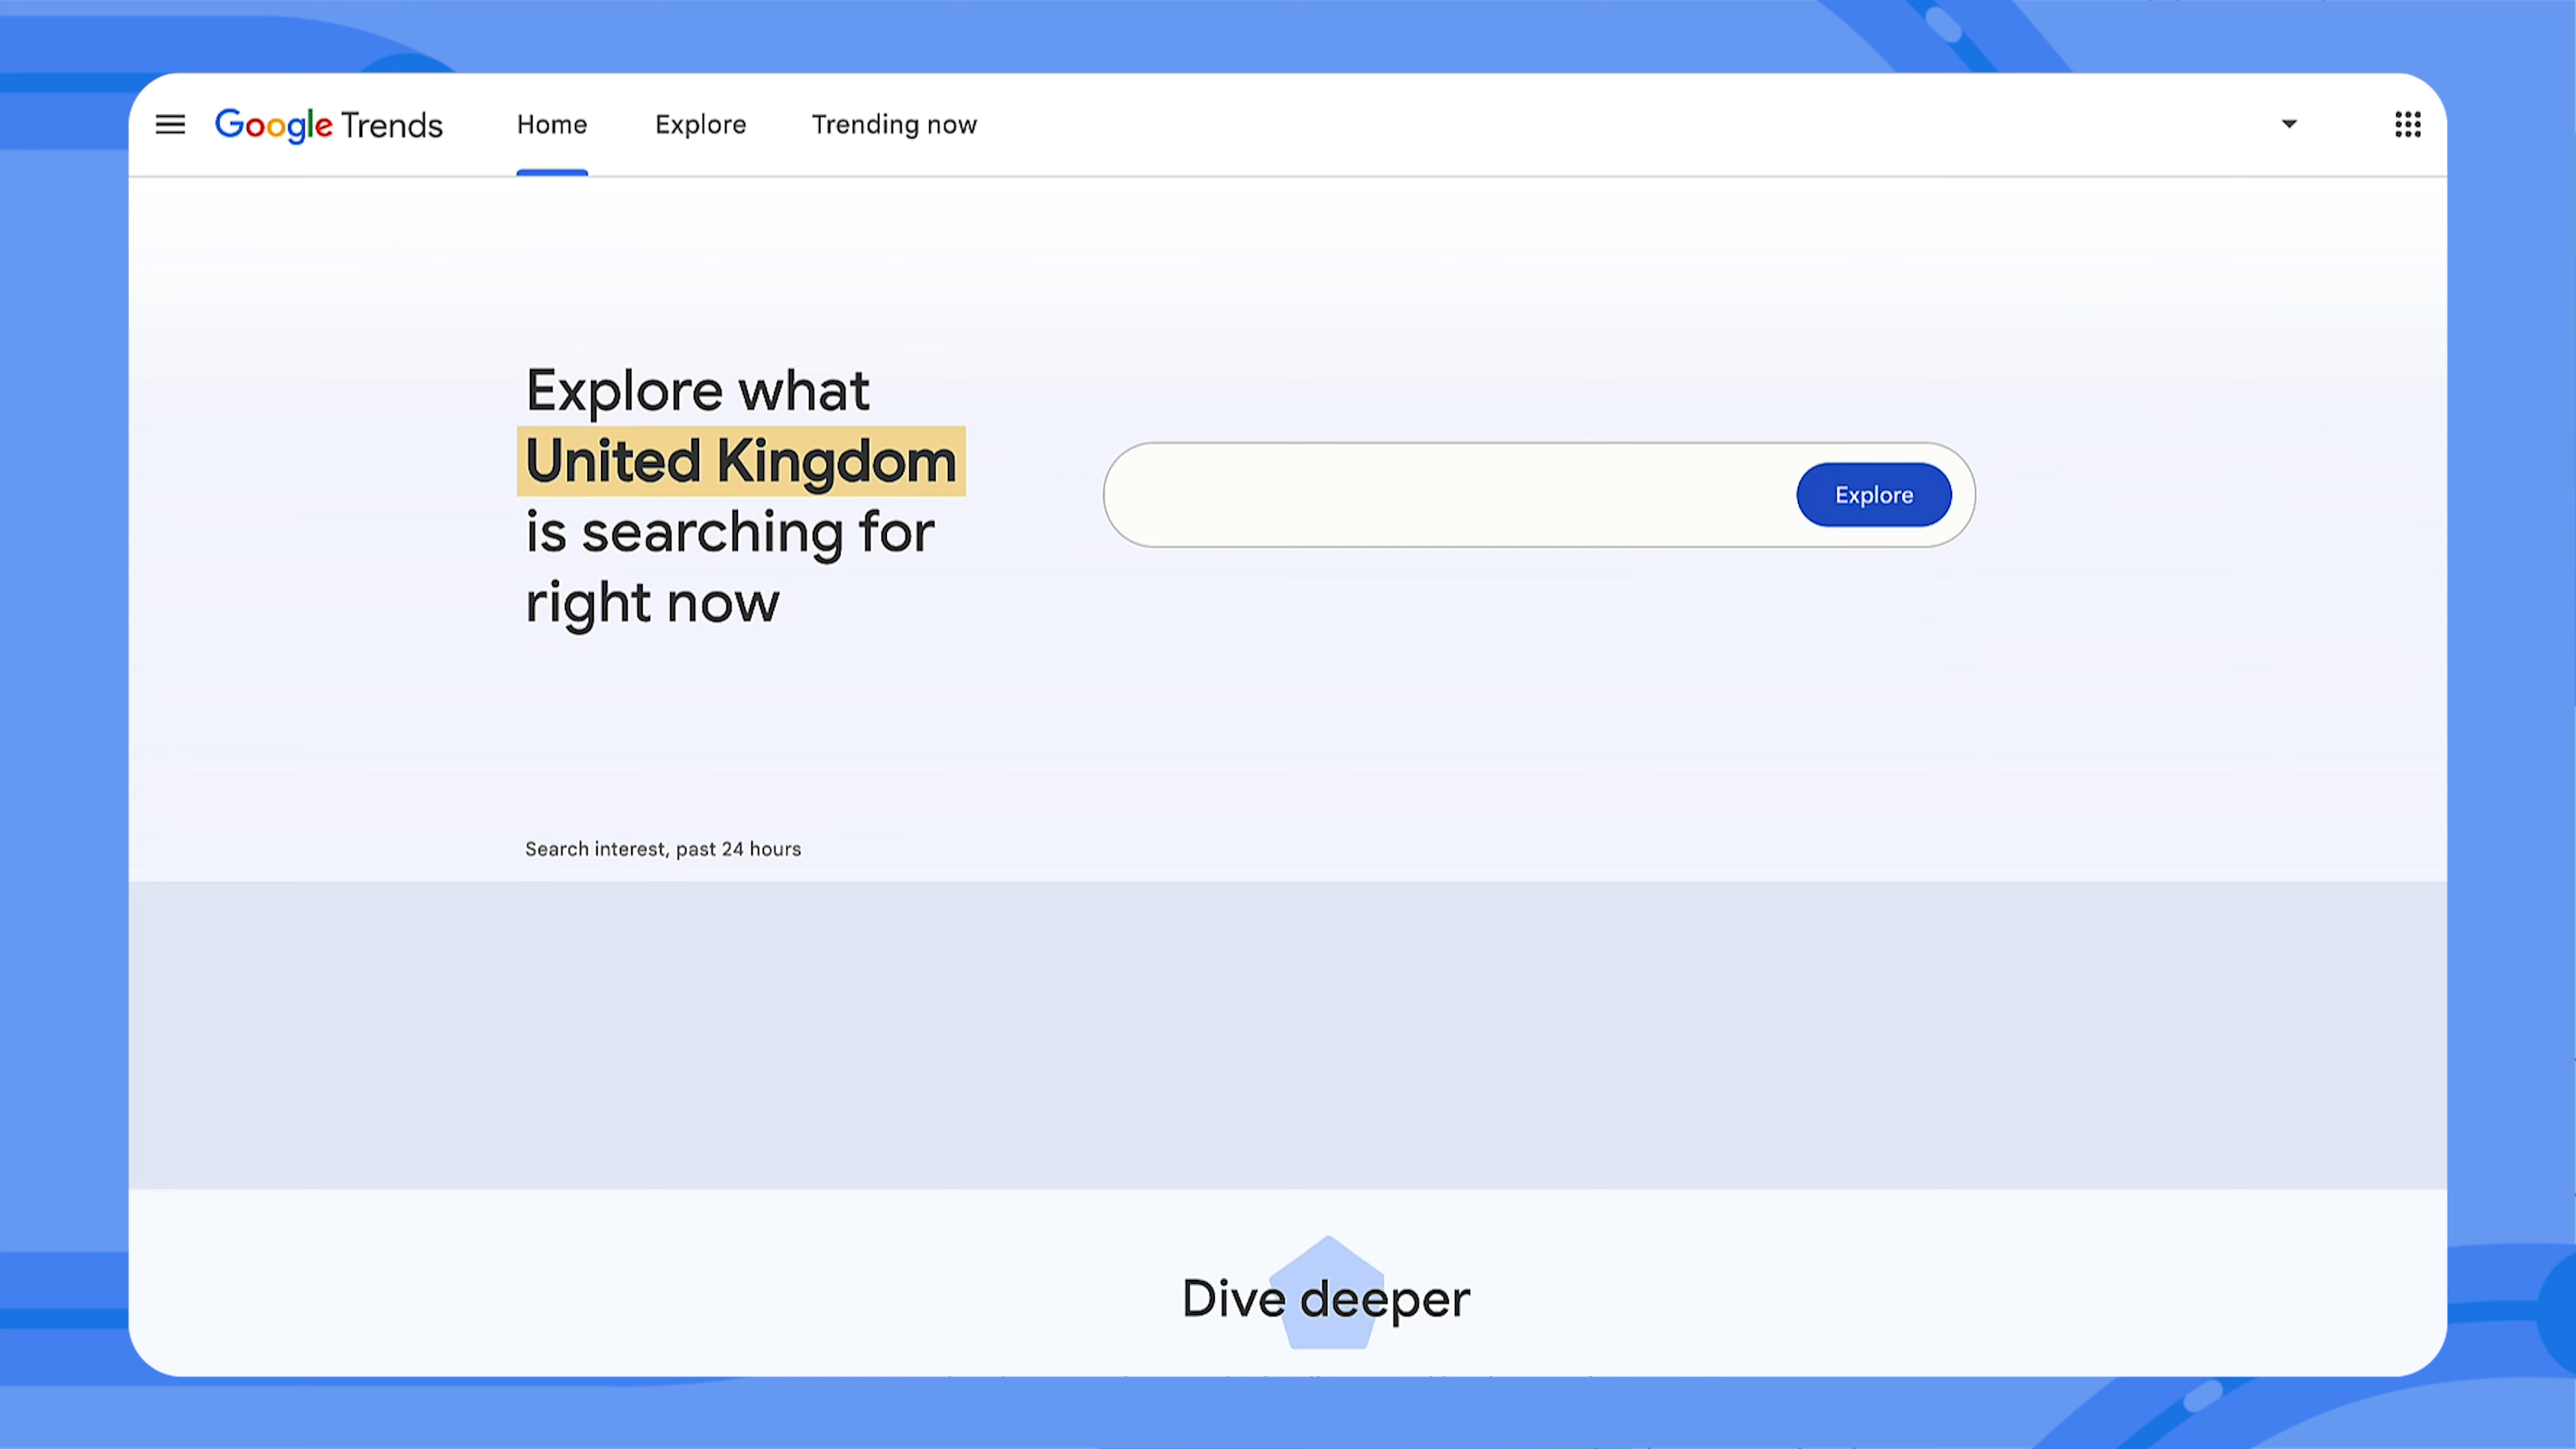 Google Trends
Home
Explore
Trending now
Explore what
United Kingdom
is searching for
right now
Explore
Search interest, past 24 hours
Dive deeper